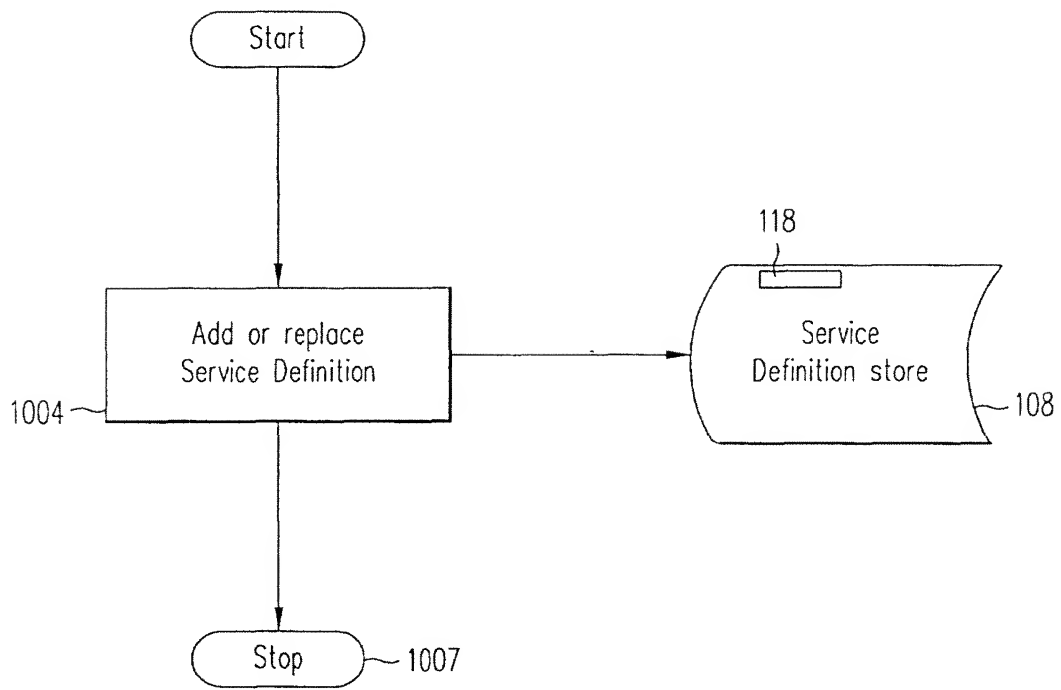 Start
118
Add or replace
Service Definition
Service
Definition store
1004
108
Stop
1007